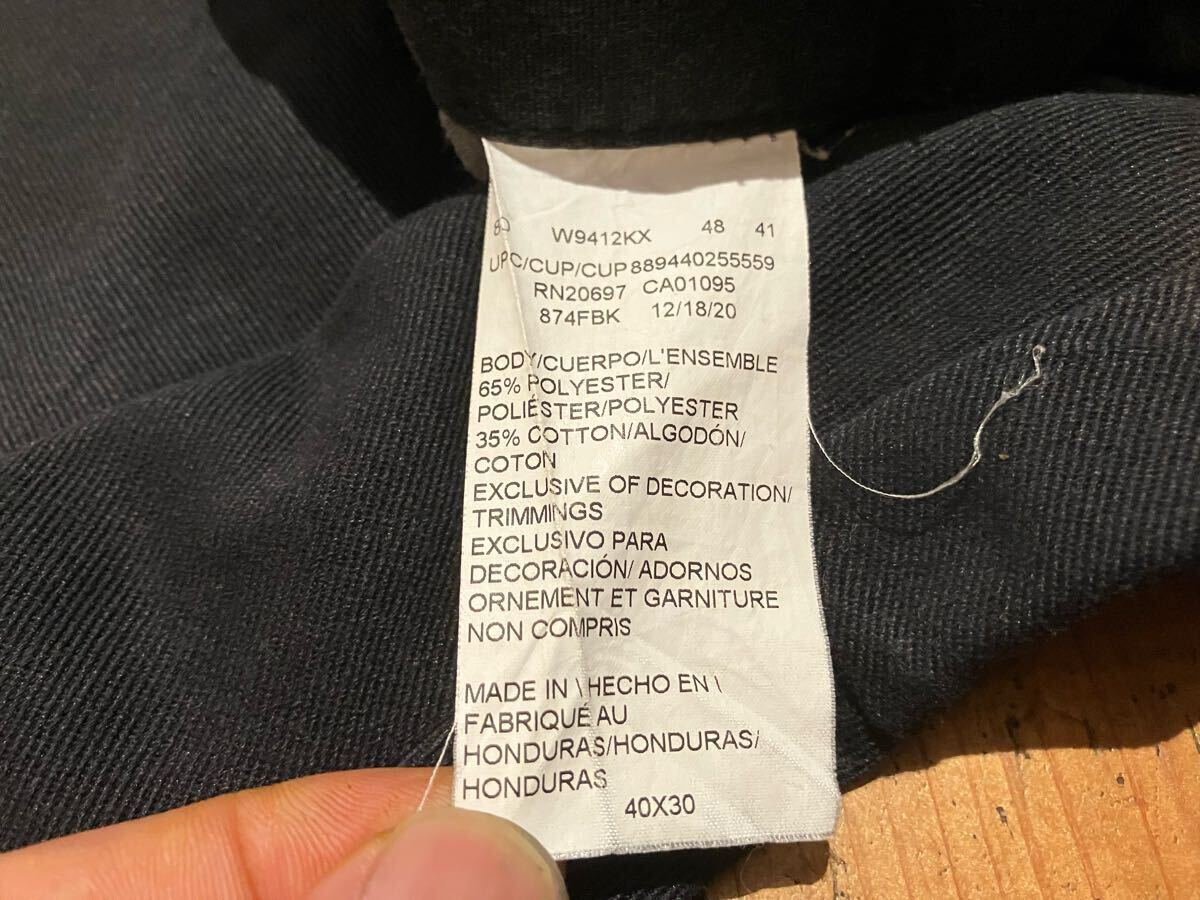 80 W9412KX 48 41
UPC/CUP/CUP 889440255559
RN20697 CA01095
874FBK 12/18/20
BODY/CUERPO/L'ENSEMBLE
65% POLYESTER/
POLIÉSTER/POLYESTER
35% COTTON/ALGODÓN/
COTON
EXCLUSIVE OF DECORATION/
TRIMMINGS
EXCLUSIVO PARA
DECORACIÓN/ ADORNOS
ORNEMENT ET GARNITURE
NON COMPRIS
MADE IN \ HECHO EN \
FABRIQUÉ AU
HONDURAS/HONDURAS/
HONDURAS
40X30